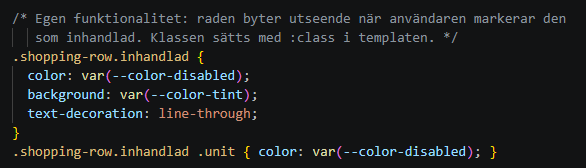 /* Egen funktionalitet: raden byter utseende när användaren markerar den
som inhandlad. Klassen sätts med :class i templaten. */
.shopping-row.inhandlad {
color: var(--color-disabled);
background: var(--color-tint);
text-decoration: line-through;
}
.shopping-row.inhandlad .unit { color: var(--color-disabled); }